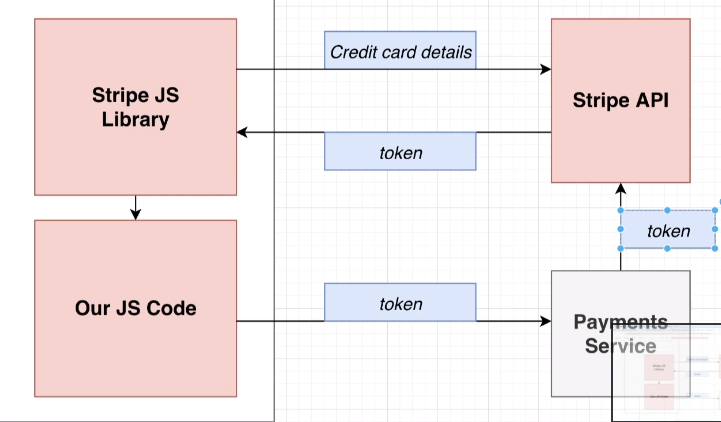 Stripe JS
Library
Credit card details
Stripe API
token
token
Our JS Code
token
Payments
Service